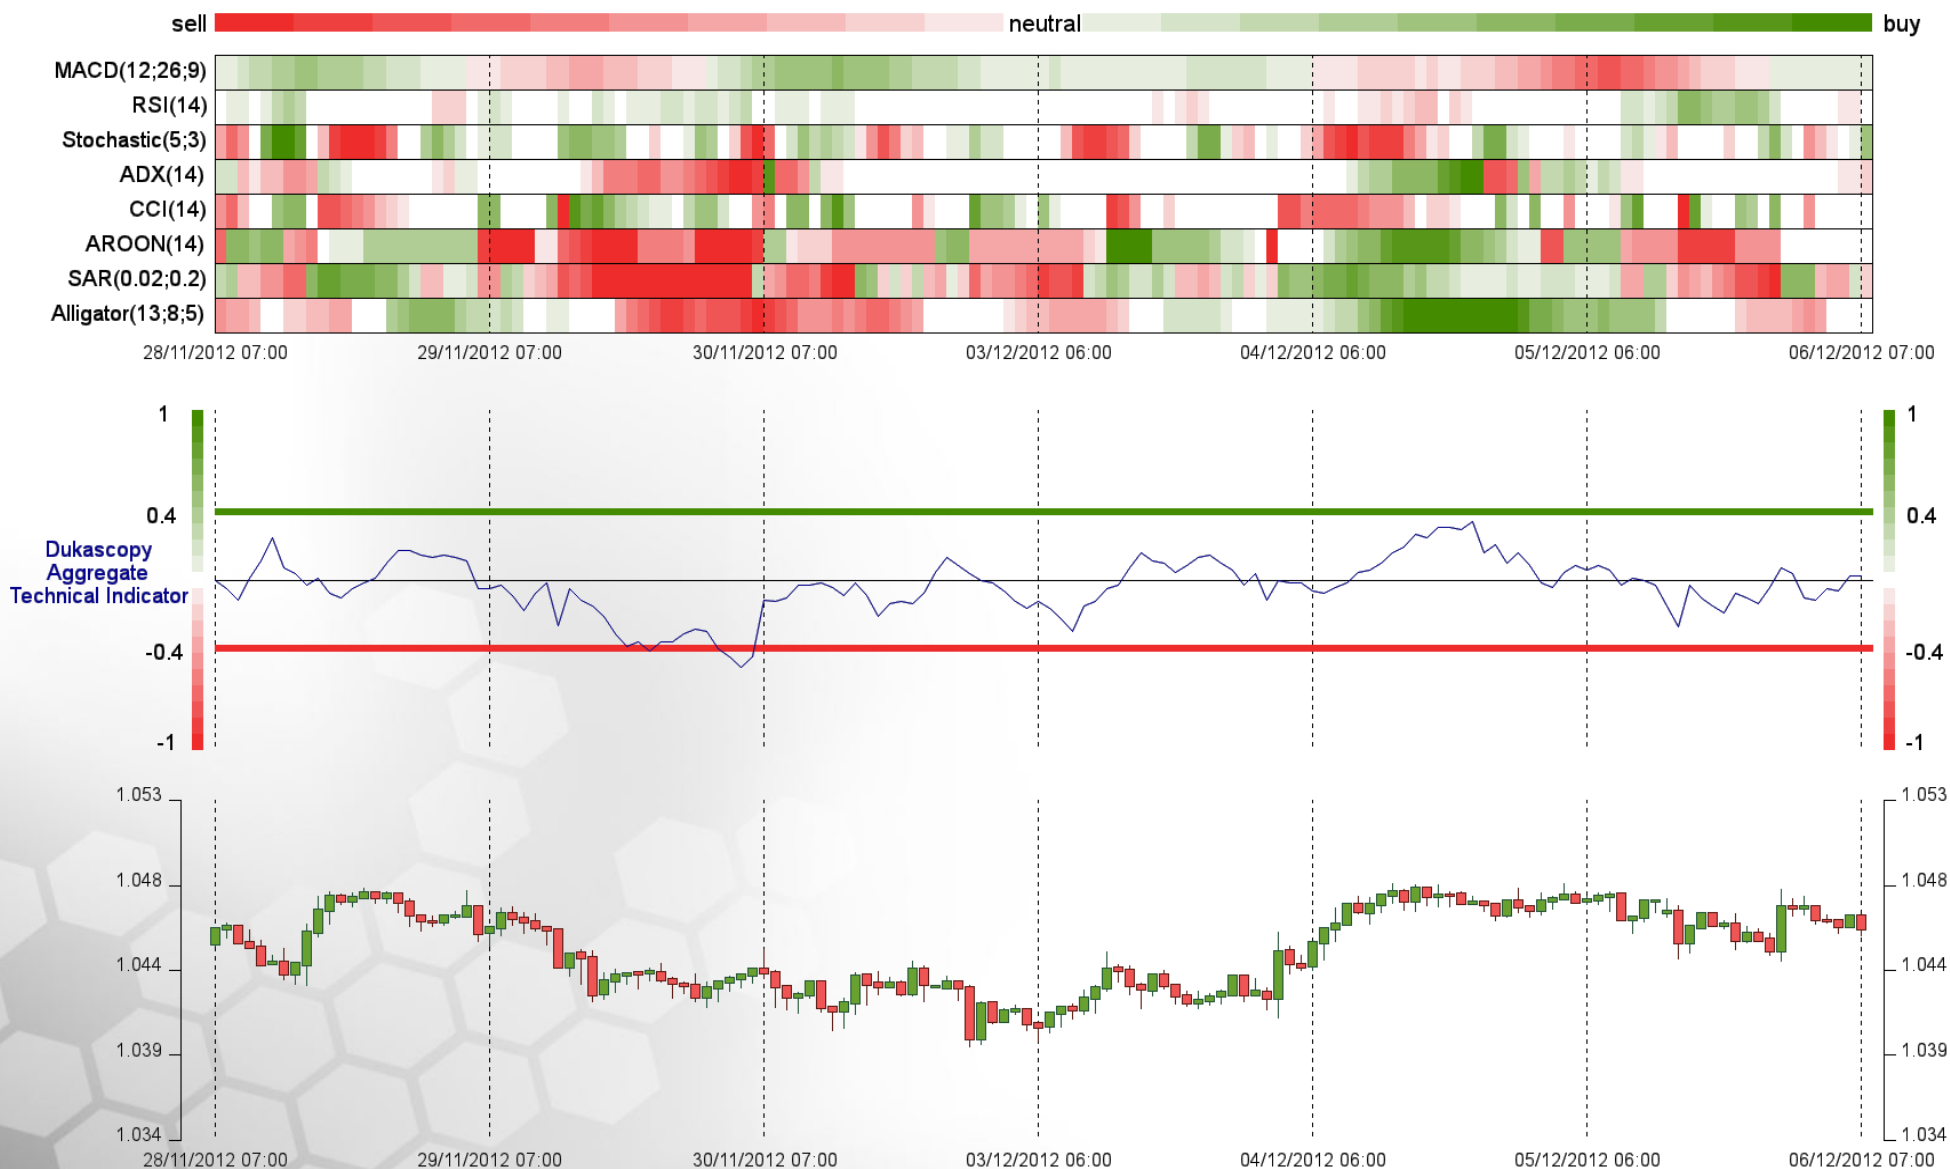 sell neutral buy
MACD(12;26;9)
RSI(14)
Stochastic(5;3)
ADX(14)
CCI(14)
AROON(14)
SAR(0.02;0.2)
Alligator(13;8;5)
28/11/2012 07:00 29/11/2012 07:00 30/11/2012 07:00 03/12/2012 06:00 04/12/2012 06:00 05/12/2012 06:00 06/12/2012 07:00
1 1
0.4 0.4
Dukascopy
Aggregate
Technical Indicator
-0.4 -0.4
-1 -1
1.053 1.053
1.048 1.048
1.044 1.044
1.039 1.039
1.034 1.034
28/11/2012 07:00 29/11/2012 07:00 30/11/2012 07:00 03/12/2012 06:00 04/12/2012 06:00 05/12/2012 06:00 06/12/2012 07:00